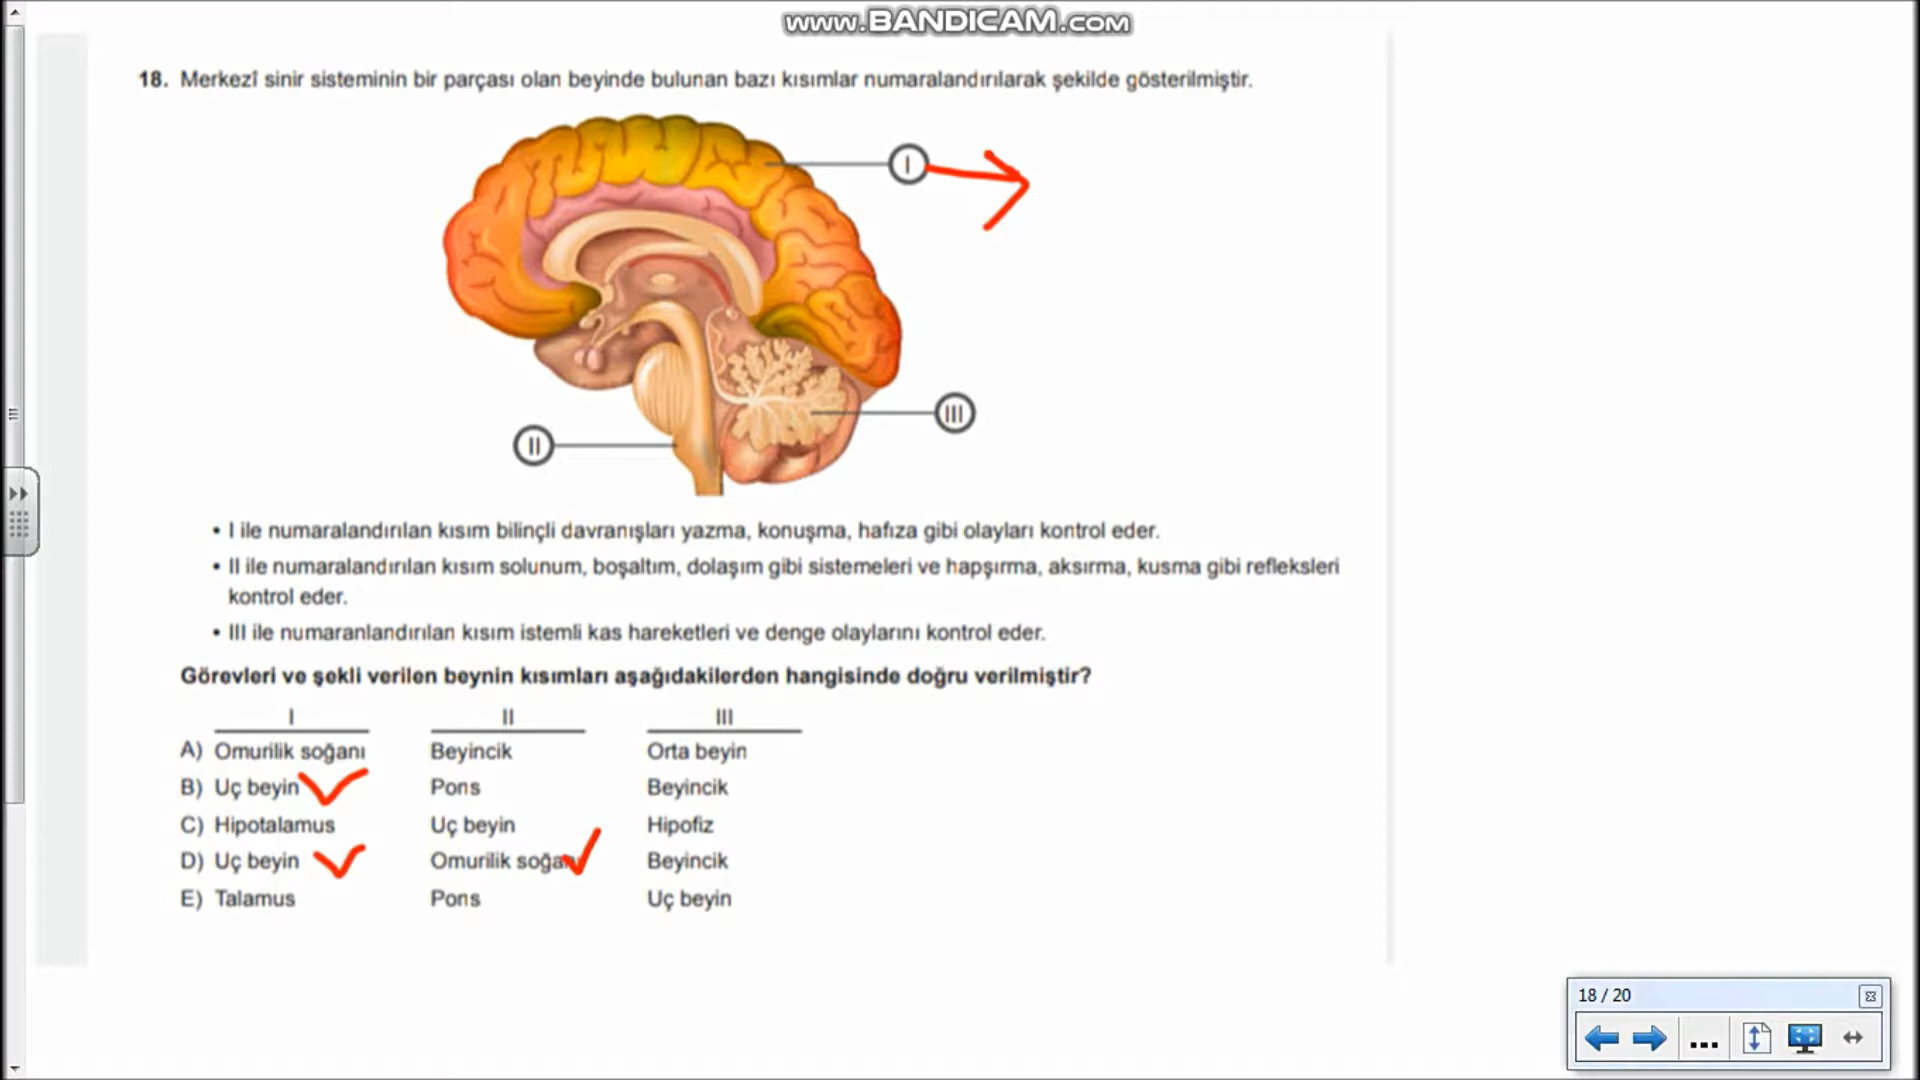 www.BANDICAM.com
18. Merkezî sinir sisteminin bir parçası olan beyinde bulunan bazı kısımlar numaralandırılarak şekilde gösterilmiştir.
I
III
II
• I ile numaralandırılan kısım bilinçli davranışları yazma, konuşma, hafıza gibi olayları kontrol eder.
• II ile numaralandırılan kısım solunum, boşaltım, dolaşım gibi sistemeleri ve hapşırma, aksırma, kusma gibi refleksleri
kontrol eder.
• III ile numaranlandırılan kısım istemli kas hareketleri ve denge olaylarını kontrol eder.
Görevleri ve şekli verilen beynin kısımları aşağıdakilerden hangisinde doğru verilmiştir?
I II III
A) Omurilik soğanı Beyincik Orta beyin
B) Uç beyin Pons Beyincik
C) Hipotalamus Uç beyin Hipofiz
D) Uç beyin Omurilik soğanı Beyincik
E) Talamus Pons Uç beyin
18 / 20
...